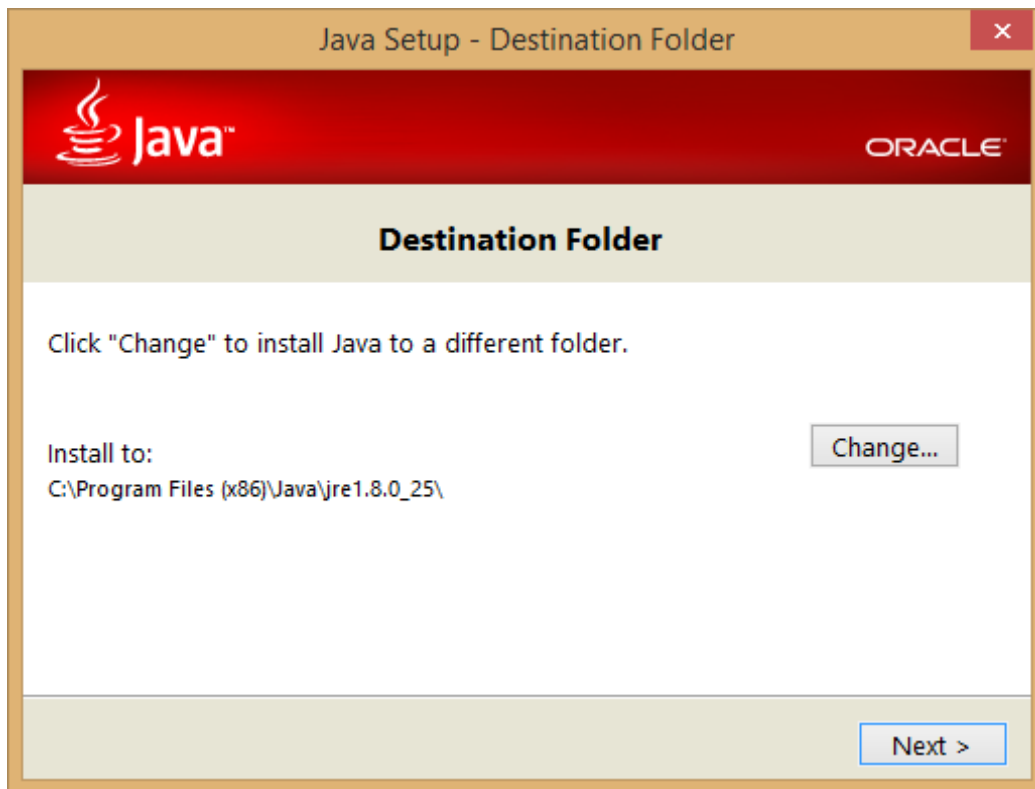 Java Setup - Destination Folder
Java™
ORACLE
Destination Folder
Click "Change" to install Java to a different folder.
Install to:
Change...
C:\Program Files (x86)\Java\jre1.8.0_25\
Next >